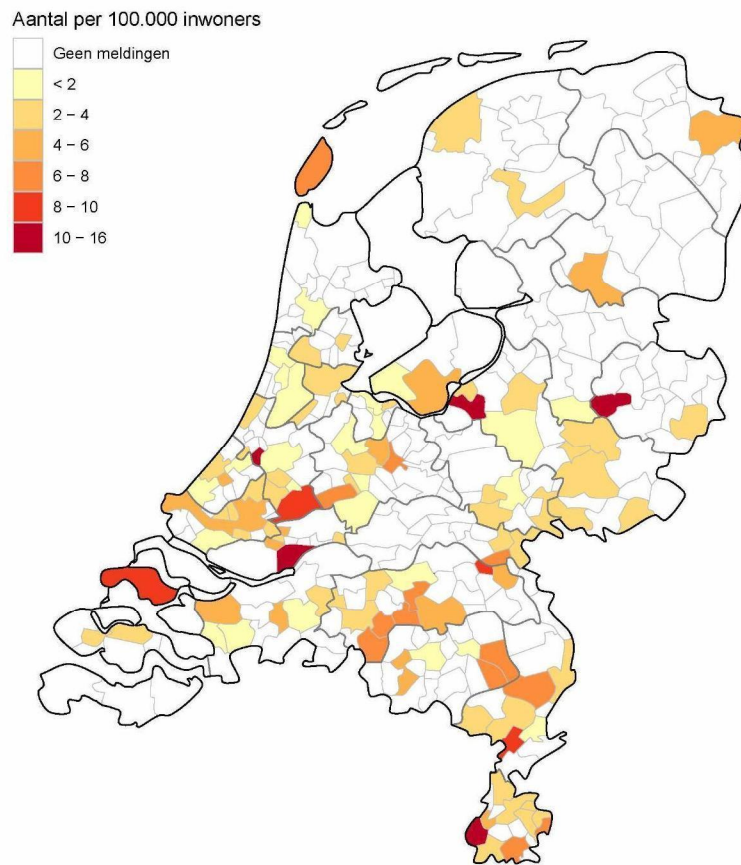 Aantal per 100.000 inwoners
Geen meldingen
< 2
2 − 4
4 − 6
6 − 8
8 − 10
10 − 16